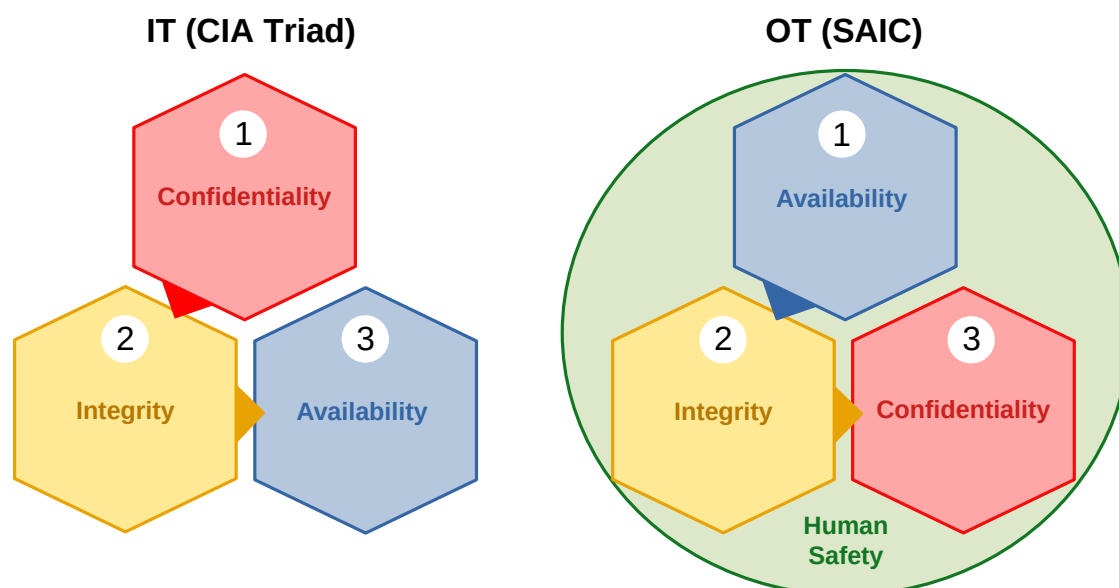 IT (CIA Triad)
1
Confidentiality
2
Integrity
3
Availability
OT (SAIC)
1
Availability
2
Integrity
3
Confidentiality
Human
Safety